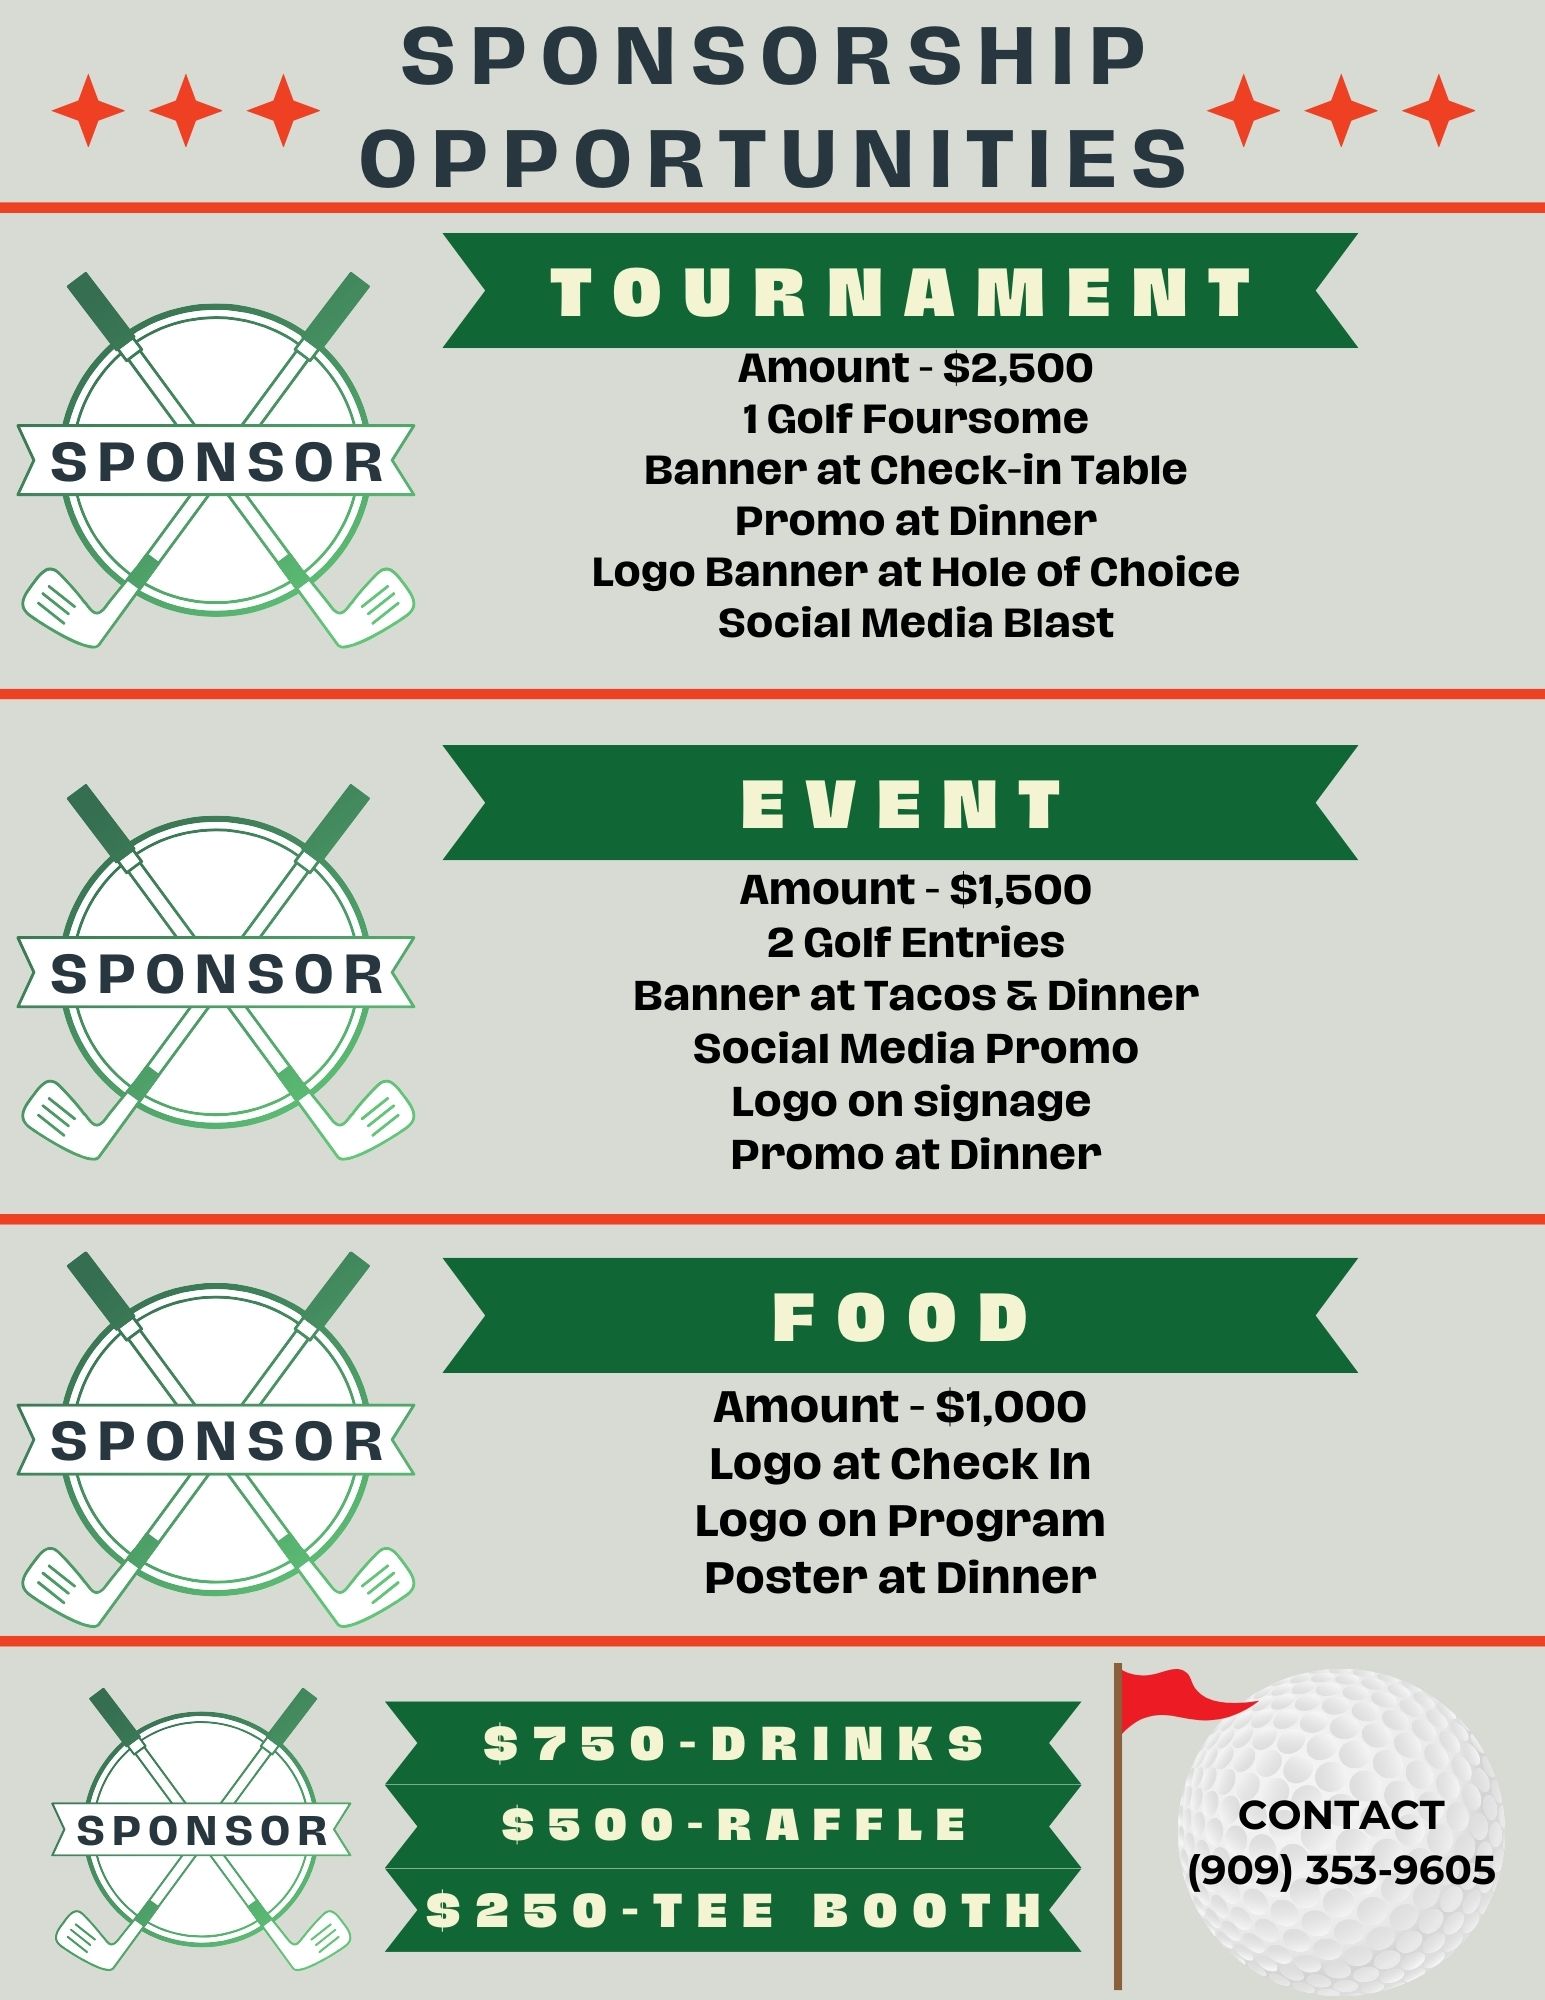 SPONSORSHIP
OPPORTUNITIES
TOURNAMENT
SPONSOR
Amount - $2,500
1 Golf Foursome
Banner at Check-in Table
Promo at Dinner
Logo Banner at Hole of Choice
Social Media Blast
EVENT
SPONSOR
Amount - $1,500
2 Golf Entries
Banner at Tacos & Dinner
Social Media Promo
Logo on signage
Promo at Dinner
FOOD
SPONSOR
Amount - $1,000
Logo at Check In
Logo on Program
Poster at Dinner
SPONSOR
$750-DRINKS
$500-RAFFLE
$250-TEE BOOTH
CONTACT
(909) 353-9605